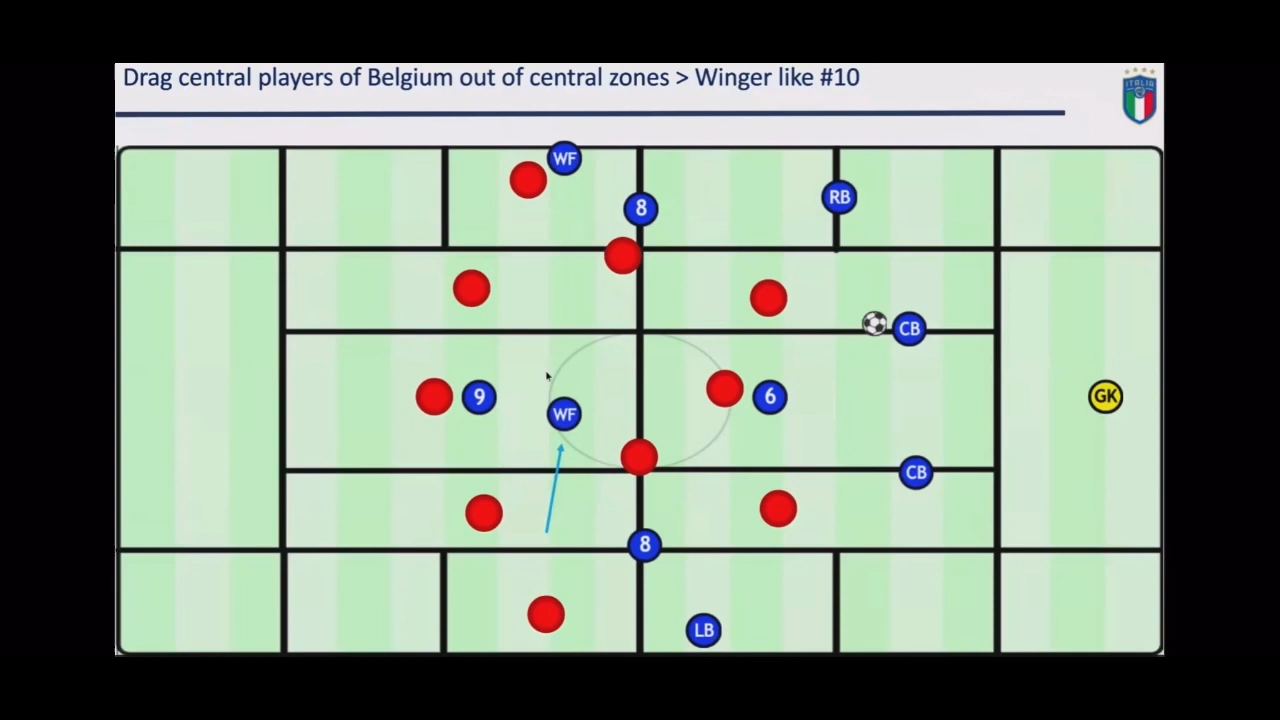 Drag central players of Belgium out of central zones > Winger like #10
ITALIA
WF
8
RB
CB
9
WF
6
GK
CB
8
LB